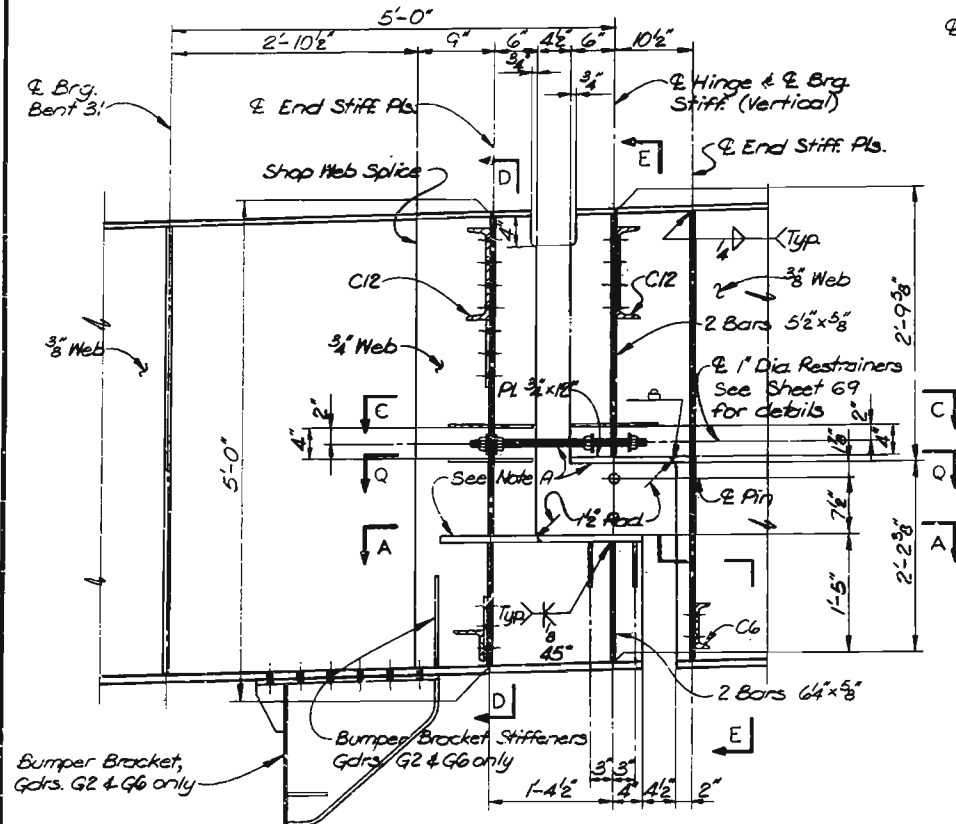 5'-0"
2'-10½" 9" 6" 4½" 6" 10½"
¾" ¾"
℄
℄ Brg.
Bent 31
℄ End Stiff. Pls.
℄ Hinge & ℄ Brg.
Stiff. (Vertical)
℄ End Stiff. Pls.
Shop Web Splice
D
E
4"
¼ Typ.
C12
C12
⅜" Web
⅜" Web
¾" Web
2 Bars 5½"x⅝"
2'-9⅝"
℄ 1" Dia. Restrainers
See Sheet 69
for details
PL ¾"x12"
2"
4"
C
C
2"
4"
5'-0"
Q
Q
See Note A
℄ Pin
1½" Rad.
7½"
A
A
2'-2⅜"
1'-5"
Typ.
⅛
45°
C6
2 Bars 6¼"x⅝"
D
E
Bumper Bracket Stiffeners
Gdrs. G2 & G6 only
Bumper Bracket,
Gdrs. G2 & G6 only
3" 3"
1'-4½" 4" 4½" 2"